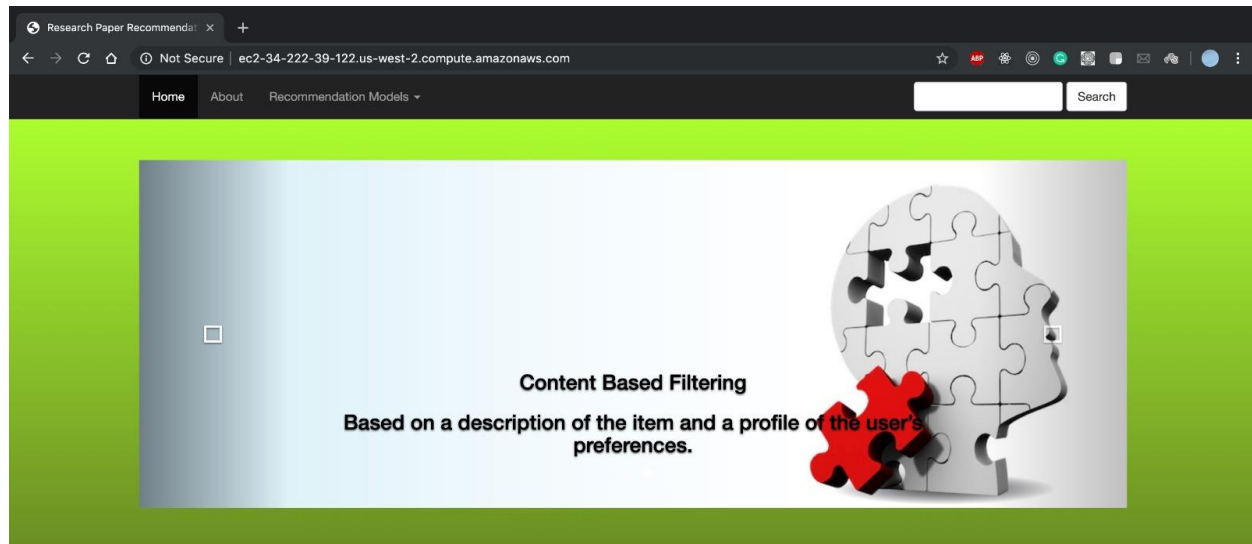 Research Paper Recommendat
Not Secure | ec2-34-222-39-122.us-west-2.compute.amazonaws.com
ABP
Home About Recommendation Models
Search
Content Based Filtering
Based on a description of the item and a profile of the user's
preferences.